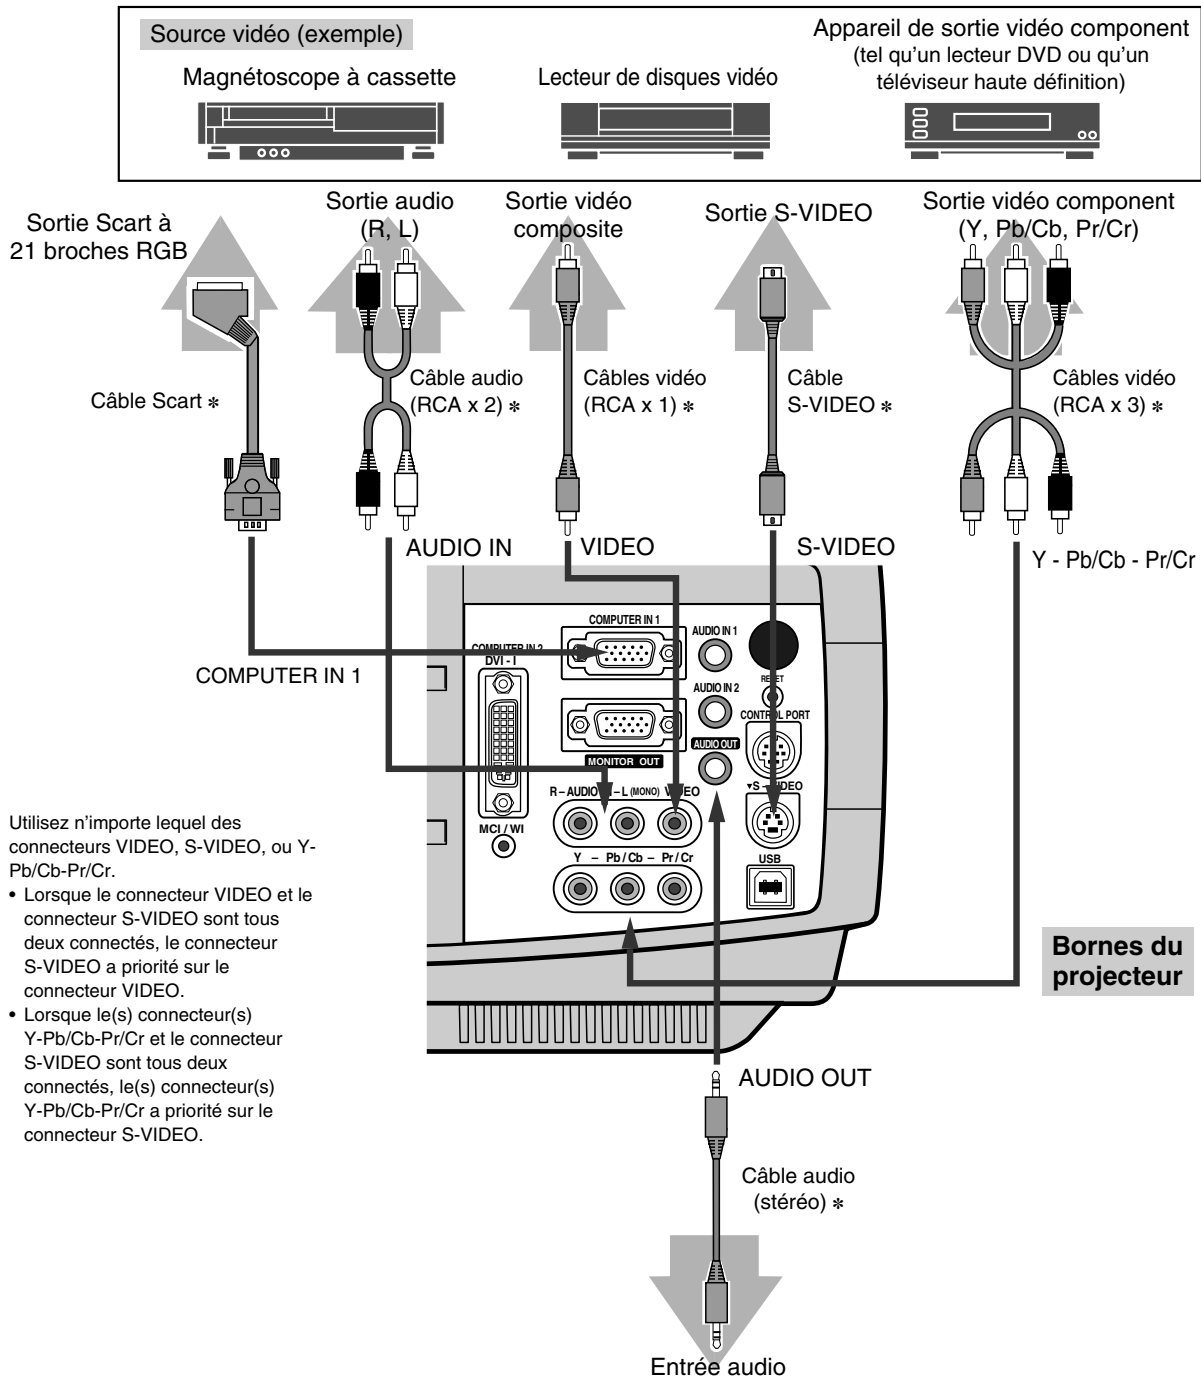 Source vidéo (exemple)
Appareil de sortie vidéo component
(tel qu'un lecteur DVD ou qu'un
téléviseur haute définition)
Magnétoscope à cassette
Lecteur de disques vidéo
Sortie Scart à
21 broches RGB
Sortie audio
(R, L)
Sortie vidéo
composite
Sortie S-VIDEO
Sortie vidéo component
(Y, Pb/Cb, Pr/Cr)
Câble Scart ✻
Câble audio
(RCA x 2) ✻
Câbles vidéo
(RCA x 1) ✻
Câble
S-VIDEO ✻
Câbles vidéo
(RCA x 3) ✻
AUDIO IN
VIDEO
S-VIDEO
Y - Pb/Cb - Pr/Cr
COMPUTER IN 1
COMPUTER IN 1
COMPUTER IN 2
DVI - I
AUDIO IN 1
RESET
AUDIO IN 2
CONTROL PORT
MONITOR OUT
AUDIO OUT
R – AUDIO IN – L (MONO) VIDEO
▼S – VIDEO
MCI / WI
Y – Pb / Cb – Pr / Cr
USB
Utilisez n'importe lequel des
connecteurs VIDEO, S-VIDEO, ou Y-
Pb/Cb-Pr/Cr.
• Lorsque le connecteur VIDEO et le
connecteur S-VIDEO sont tous
deux connectés, le connecteur
S-VIDEO a priorité sur le
connecteur VIDEO.
• Lorsque le(s) connecteur(s)
Y-Pb/Cb-Pr/Cr et le connecteur
S-VIDEO sont tous deux
connectés, le(s) connecteur(s)
Y-Pb/Cb-Pr/Cr a priorité sur le
connecteur S-VIDEO.
Bornes du
projecteur
AUDIO OUT
Câble audio
(stéréo) ✻
Entrée audio